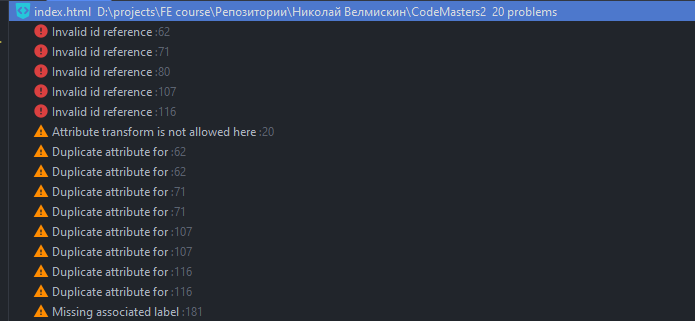 index.html D:\projects\FE course\Репозитории\Николай Велмискин\CodeMasters2 20 problems
Invalid id reference :62
Invalid id reference :71
Invalid id reference :80
Invalid id reference :107
Invalid id reference :116
Attribute transform is not allowed here :20
Duplicate attribute for :62
Duplicate attribute for :62
Duplicate attribute for :71
Duplicate attribute for :71
Duplicate attribute for :107
Duplicate attribute for :107
Duplicate attribute for :116
Duplicate attribute for :116
Missing associated label :181